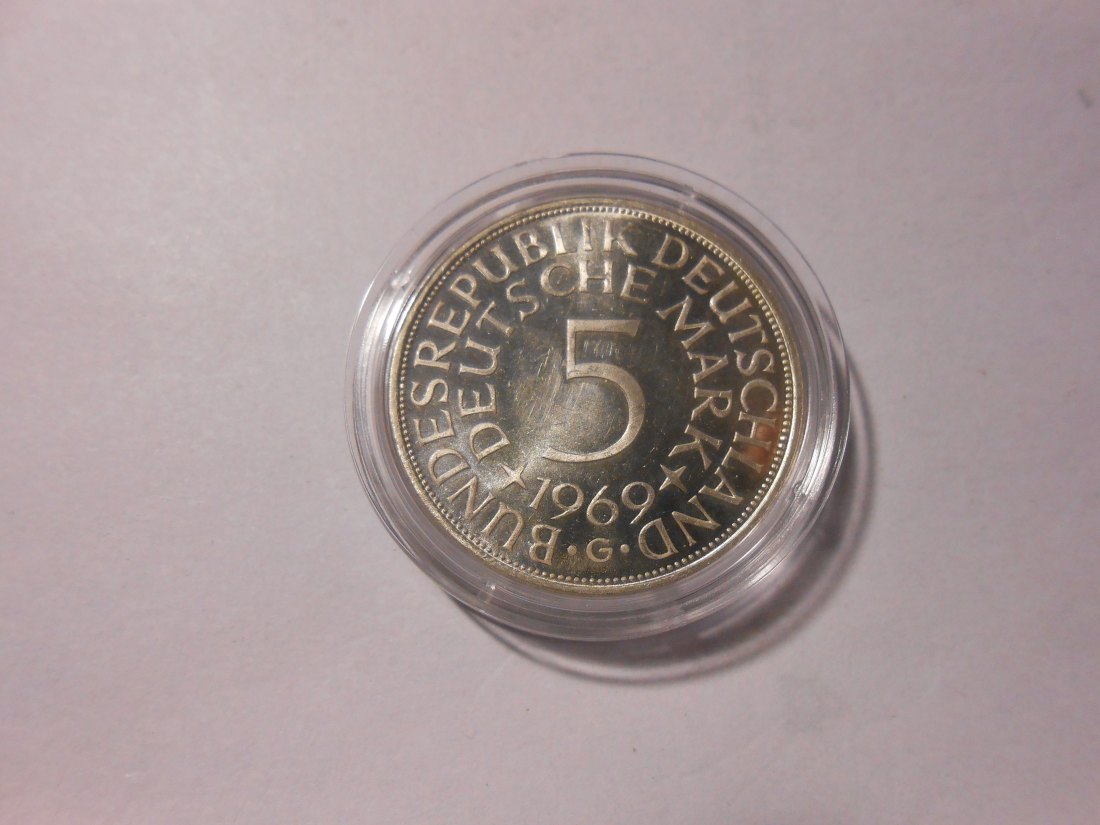 BUNDESREPUBLIK DEUTSCHLAND
DEUTSCHE MARK
5
1969
· G ·